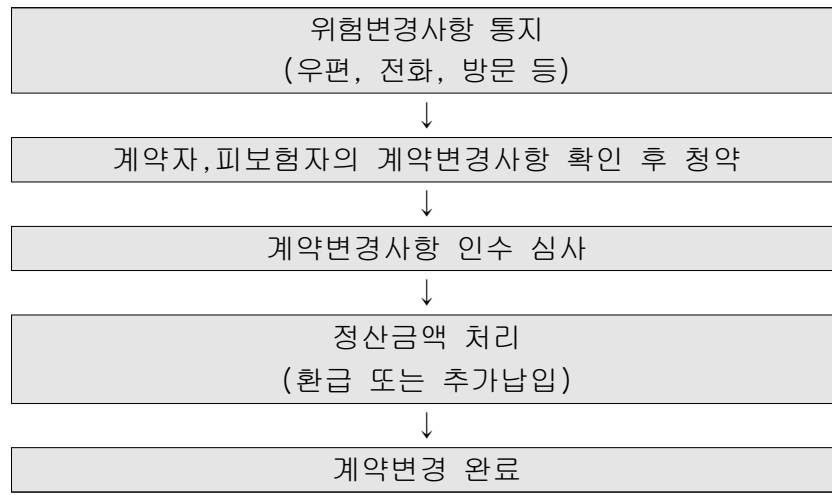 위험변경사항 통지
(우편, 전화, 방문 등)
↓
계약자,피보험자의 계약변경사항 확인 후 청약
↓
계약변경사항 인수 심사
↓
정산금액 처리
(환급 또는 추가납입)
↓
계약변경 완료